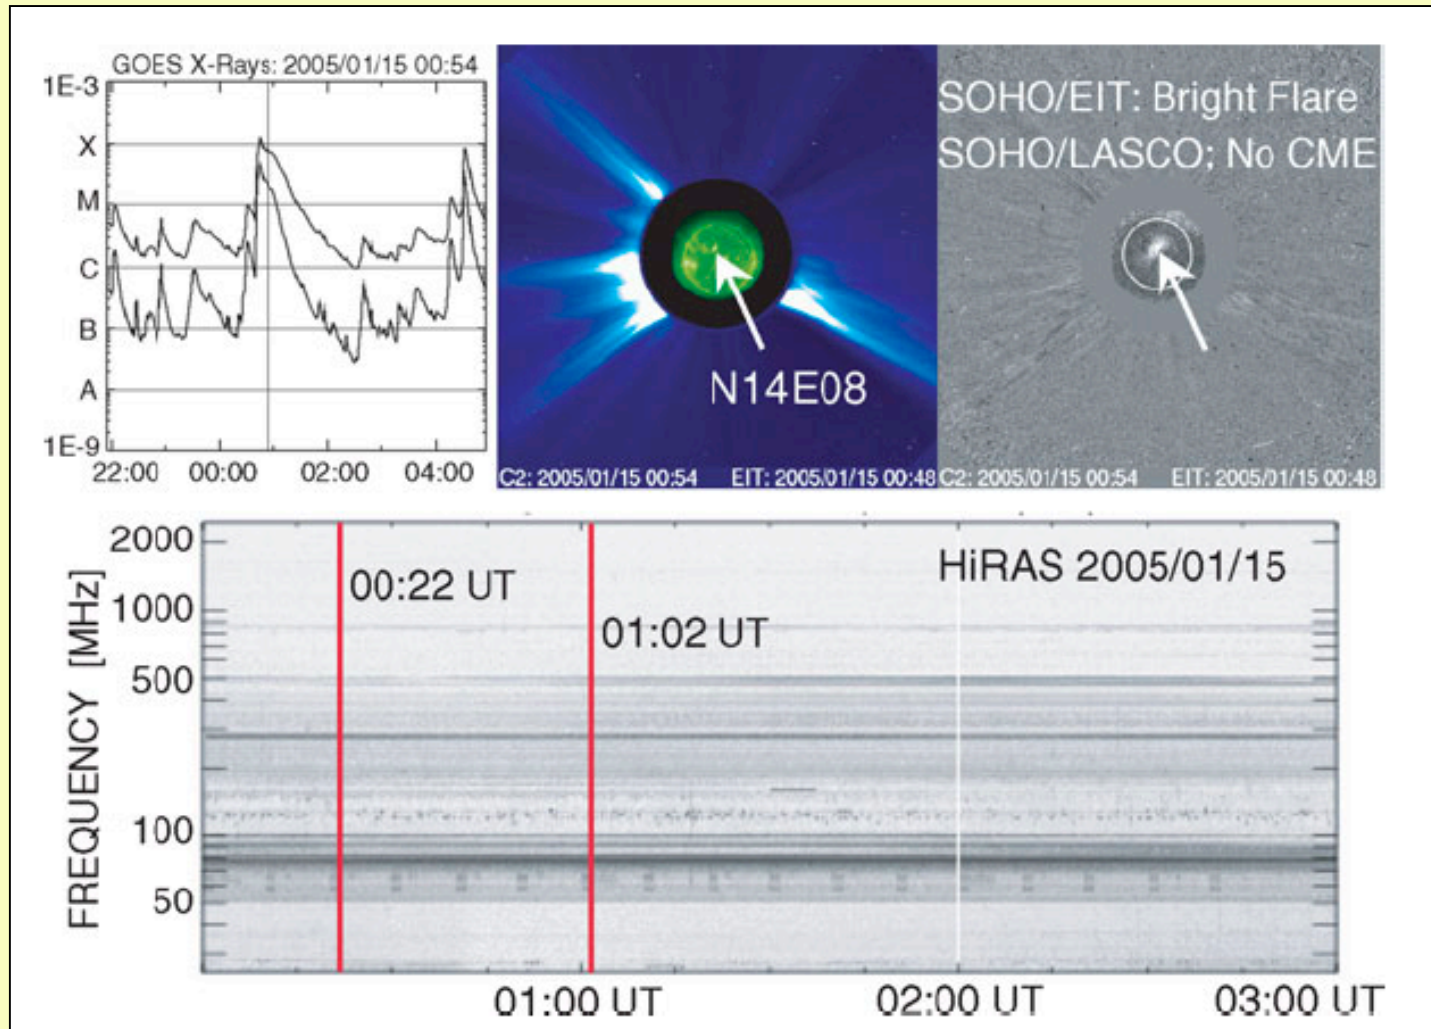 GOES X-Rays: 2005/01/15 00:54
1E-3
X
M
C
B
A
1E-9
22:00 00:00 02:00 04:00
N14E08
C2: 2005/01/15 00:54 EIT: 2005/01/15 00:48
SOHO/EIT: Bright Flare
SOHO/LASCO; No CME
C2: 2005/01/15 00:54 EIT: 2005/01/15 00:48
FREQUENCY [MHz]
2000
1000
500
100
50
00:22 UT
01:02 UT
HiRAS 2005/01/15
01:00 UT 02:00 UT 03:00 UT